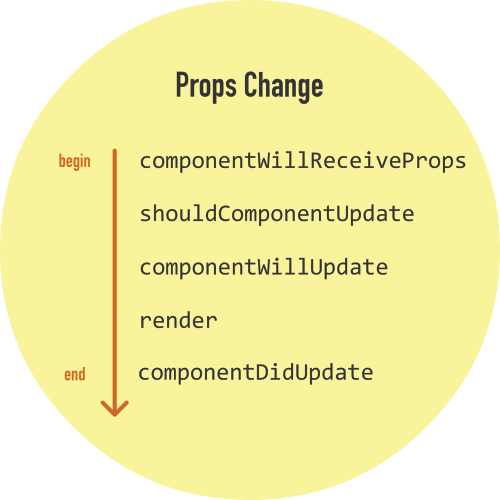 Props Change
begin
componentWillReceiveProps
shouldComponentUpdate
componentWillUpdate
render
end
componentDidUpdate